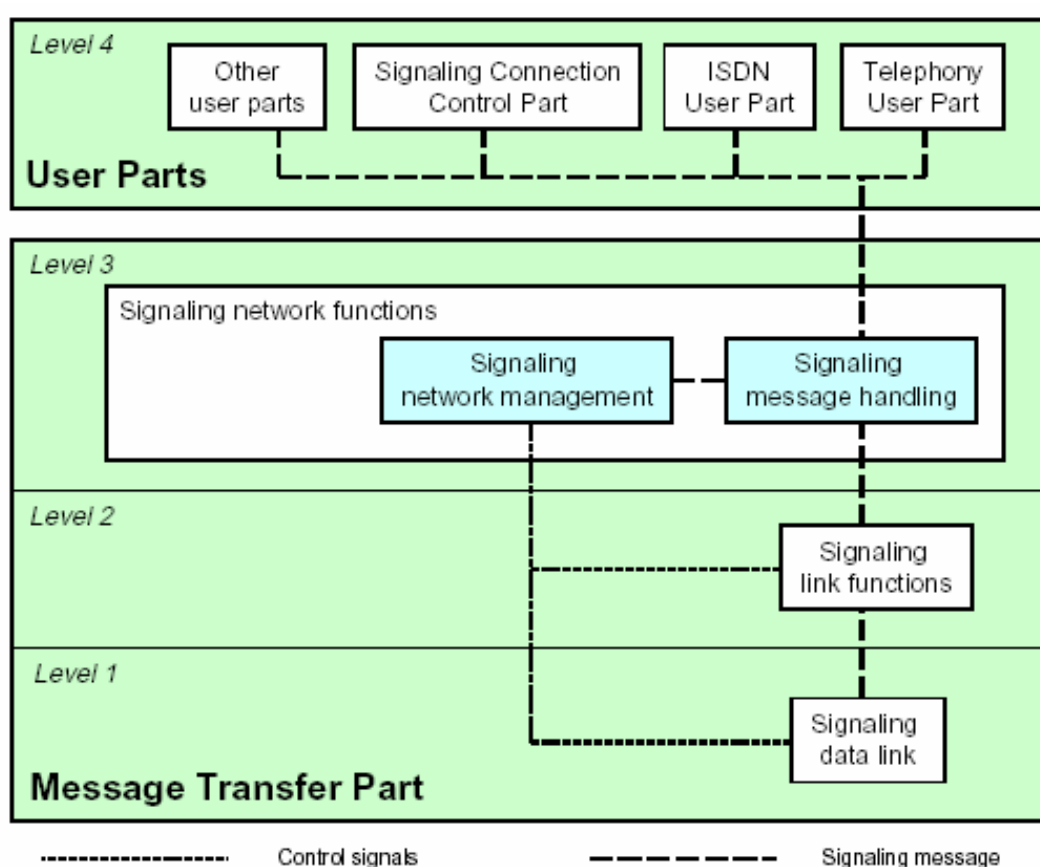 Level 4
Other
user parts
Signaling Connection
Control Part
ISDN
User Part
Telephony
User Part
User Parts
Level 3
Signaling network functions
Signaling
network management
Signaling
message handling
Level 2
Signaling
link functions
Level 1
Signaling
data link
Message Transfer Part
Control signals
Signaling message